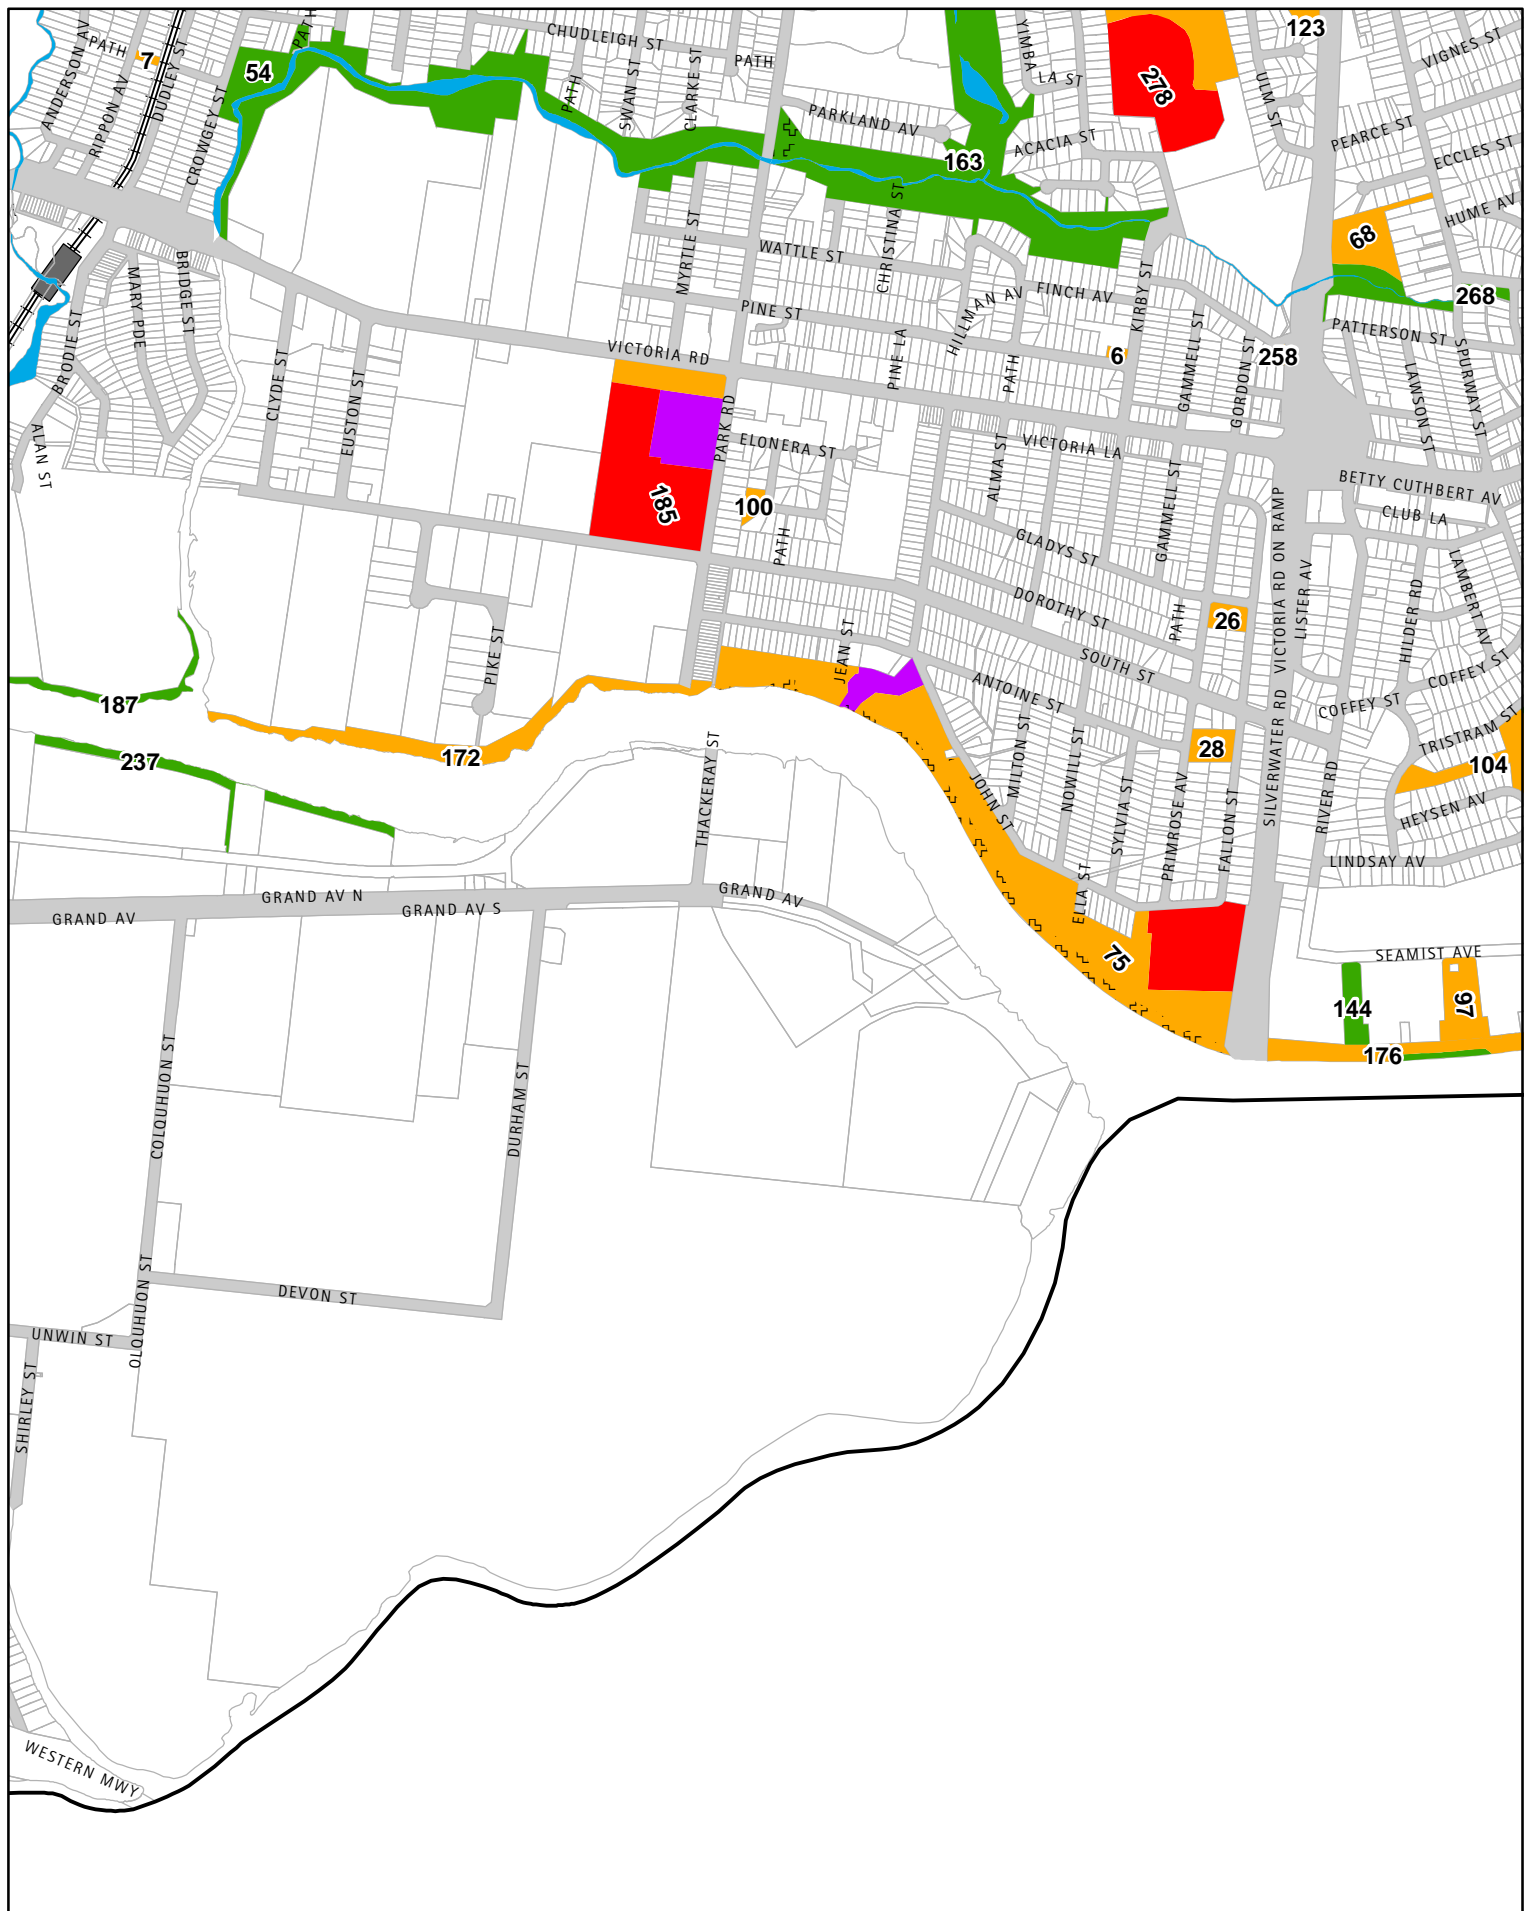 CHUDLEIGH ST
PATH
YIMBA
LA ST
123
VIGNES ST
ANDERSON AV
PATH
7
RIPPON AV
DUDLEY ST
CROWGEY ST
54
PATH
PATH
SWAN ST
CLARKE ST
PARKLAND AV
163
ACACIA ST
278
ULM ST
PEARCE ST
ECCLES ST
HUME AV
68
268
MYRTLE ST
WATTLE ST
CHRISTINA ST
PINE ST
HILLMAN AV
FINCH AV
KIRBY ST
PATTERSON ST
SPURWAY ST
LAWSON ST
BRIDGE ST
MARY PDE
BRODIE ST
ALAN ST
CLYDE ST
EUSTON ST
VICTORIA RD
PINE LA
PATH
6
GAMMELL ST
GORDON ST
258
PARK RD
ELONERA ST
VICTORIA LA
BETTY CUTHBERT AV
CLUB LA
185
100
PATH
ALMA ST
GLADYS ST
GAMMELL ST
DOROTHY ST
PATH
26
VICTORIA RD ON RAMP
LISTER AV
HILDER RD
LAMBERT AV
COFFEY ST
COFFEY ST
SOUTH ST
JEAN ST
ANTOINE ST
PIKE ST
187
237
172
THACKERAY ST
JOHN ST
MILTON ST
NOWILL ST
SYLVIA ST
PRIMROSE AV
28
FALLON ST
SILVERWATER RD
RIVER RD
TRISTRAM ST
104
HEYSEN AV
LINDSAY AV
ELLA ST
GRAND AV
GRAND AV N
GRAND AV S
GRAND AV
75
SEAMIST AVE
144
97
176
COLQUHUON ST
DURHAM ST
OLQUHUON ST
DEVON ST
UNWIN ST
SHIRLEY ST
WESTERN MWY